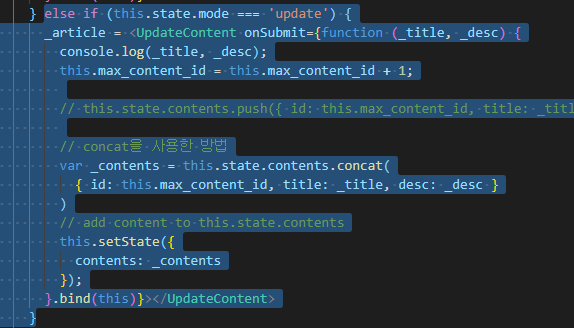 } else if (this.state.mode === 'update') {
_article = <UpdateContent onSubmit={function (_title, _desc) {
console.log(_title, _desc);
this.max_content_id = this.max_content_id + 1;
// this.state.contents.push({ id: this.max_content_id, title: _titl
// concat을 사용한 방법
var _contents = this.state.contents.concat(
{ id: this.max_content_id, title: _title, desc: _desc }
)
// add content to this.state.contents
this.setState({
contents: _contents
});
}.bind(this)}></UpdateContent>
}